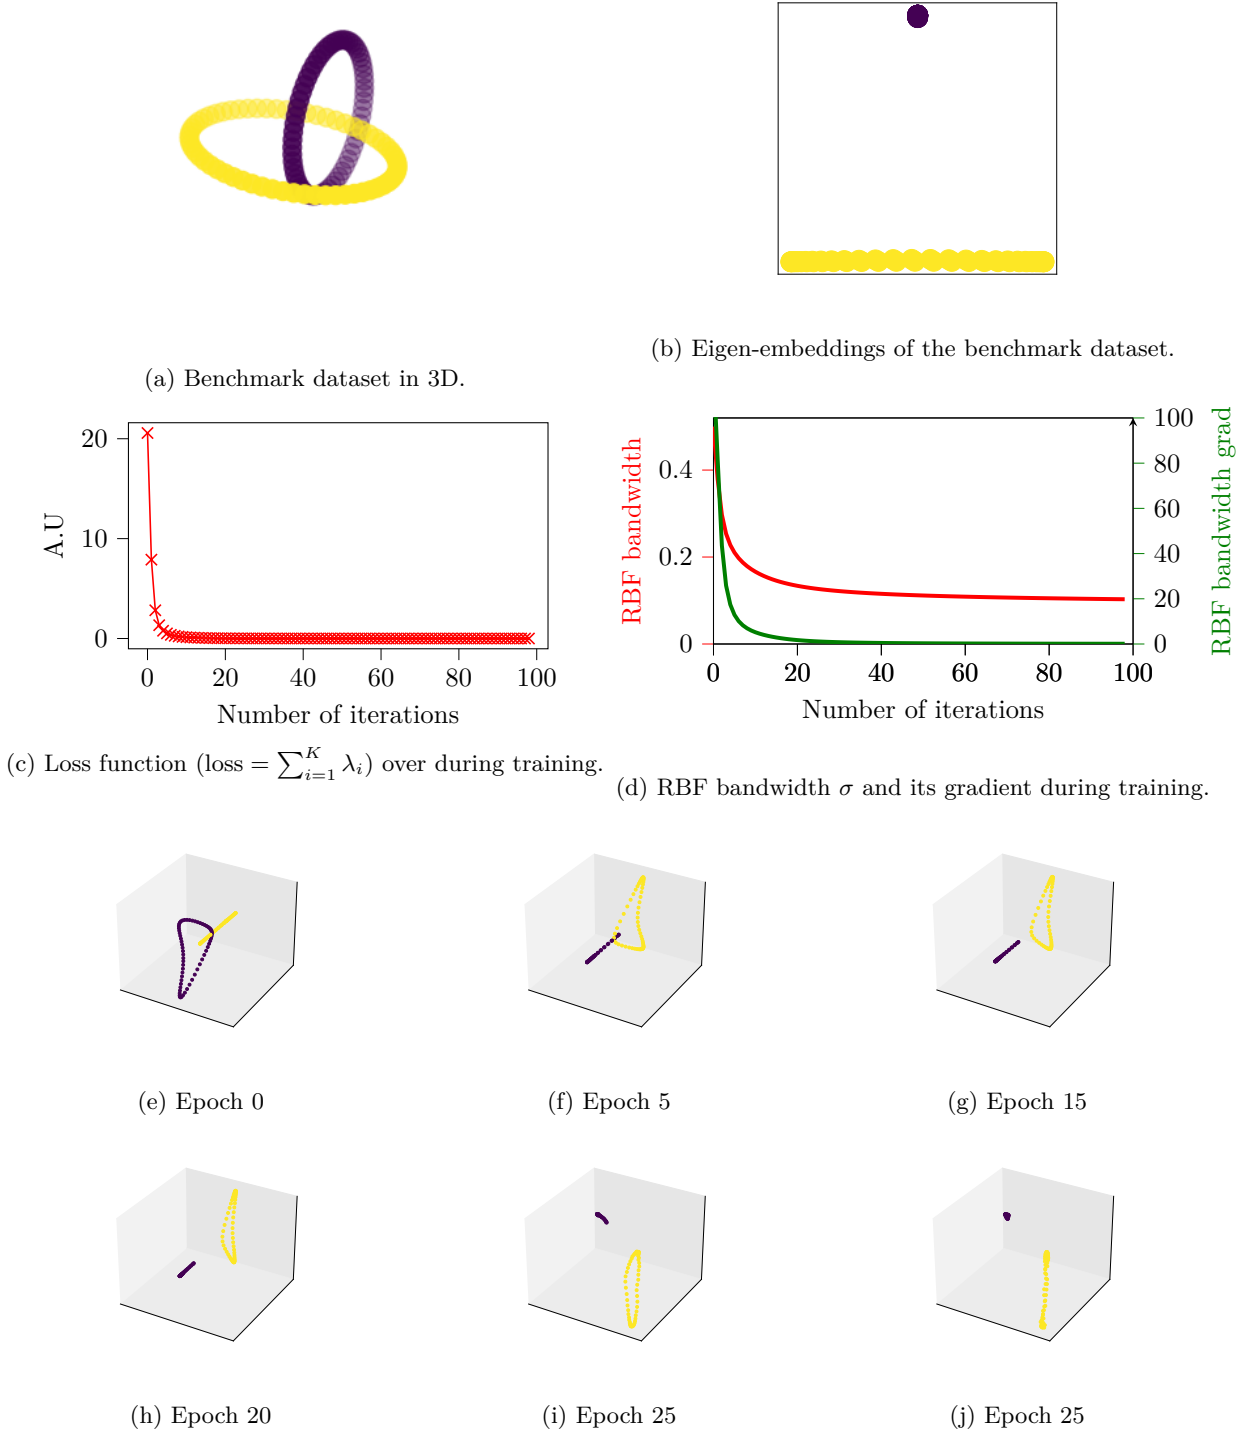 (b) Eigen-embeddings of the benchmark dataset.
(a) Benchmark dataset in 3D.
20
10
0
A.U
0 20 40 60 80 100
Number of iterations
0.4
0.2
0
RBF bandwidth
100
80
60
40
20
0
RBF bandwidth grad
0 20 40 60 80 100
Number of iterations
(c) Loss function (loss = $\sum_{i=1}^{K} \lambda_i$) over during training.
(d) RBF bandwidth σ and its gradient during training.
(e) Epoch 0
(f) Epoch 5
(g) Epoch 15
(h) Epoch 20
(i) Epoch 25
(j) Epoch 25